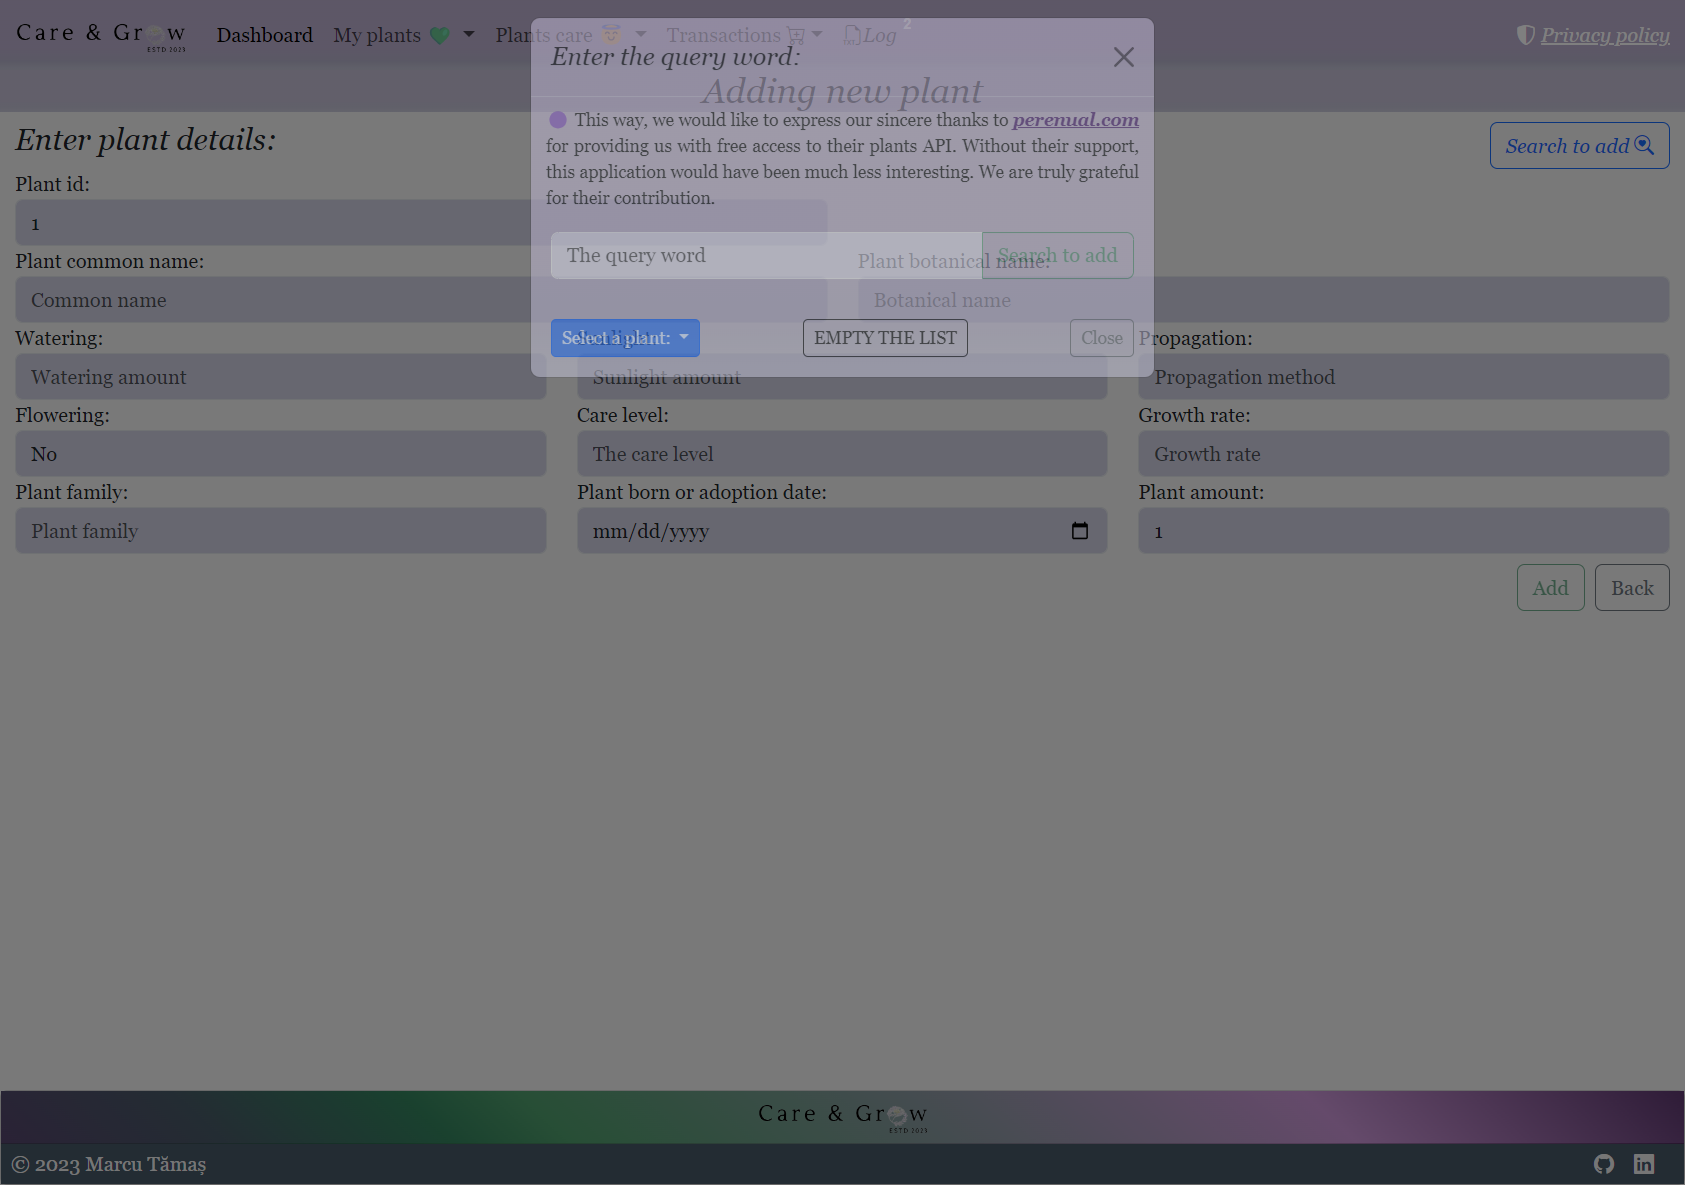 Care & Grow
ESTD 2023
Dashboard
My plants
Plants care
Transactions
Log
2
Privacy policy
Enter the query word:
Adding new plant
This way, we would like to express our sincere thanks to perenual.com
for providing us with free access to their plants API. Without their support,
this application would have been much less interesting. We are truly grateful
for their contribution.
The query word
Search to add
Select a plant:
EMPTY THE LIST
Close
Enter plant details:
Search to add
Plant id:
1
Plant common name:
Plant botanical name:
Common name
Botanical name
Watering:
Propagation:
Watering amount
Sunlight amount
Propagation method
Flowering:
Care level:
Growth rate:
No
The care level
Growth rate
Plant family:
Plant born or adoption date:
Plant amount:
Plant family
mm/dd/yyyy
1
Add
Back
Care & Grow
ESTD 2023
© 2023 Marcu Tămaș